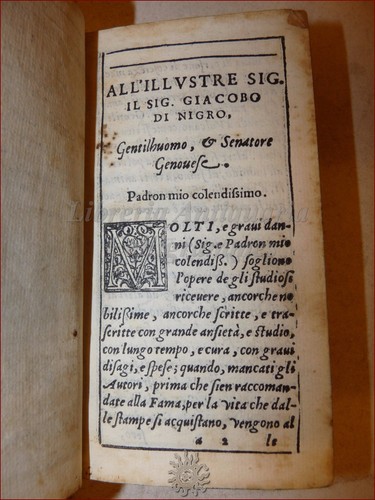 ALL'ILLVSTRE SIG.
IL SIG. GIACOBO
DI NIGRO,
Gentilhuomo, & Senatore
Genouese.
Padron mio colendißimo.
MOLTI, e graui dan-
ni (Sig. e Padron mio
colendiß.) sogliono
l'opere de gli studiosi
riceuere, ancorche no
bilißime, ancorche scritte, e tra-
scritte con grande ansietà, e studio,
con lungo tempo, e cura, con graui
disagi, e spese; quando, mancati gli
Autori, prima che sien raccoman-
date alla Fama, per la vita che dal-
le stampe si acquistano, vengono al
a 2 le
Libreria Antiquaria